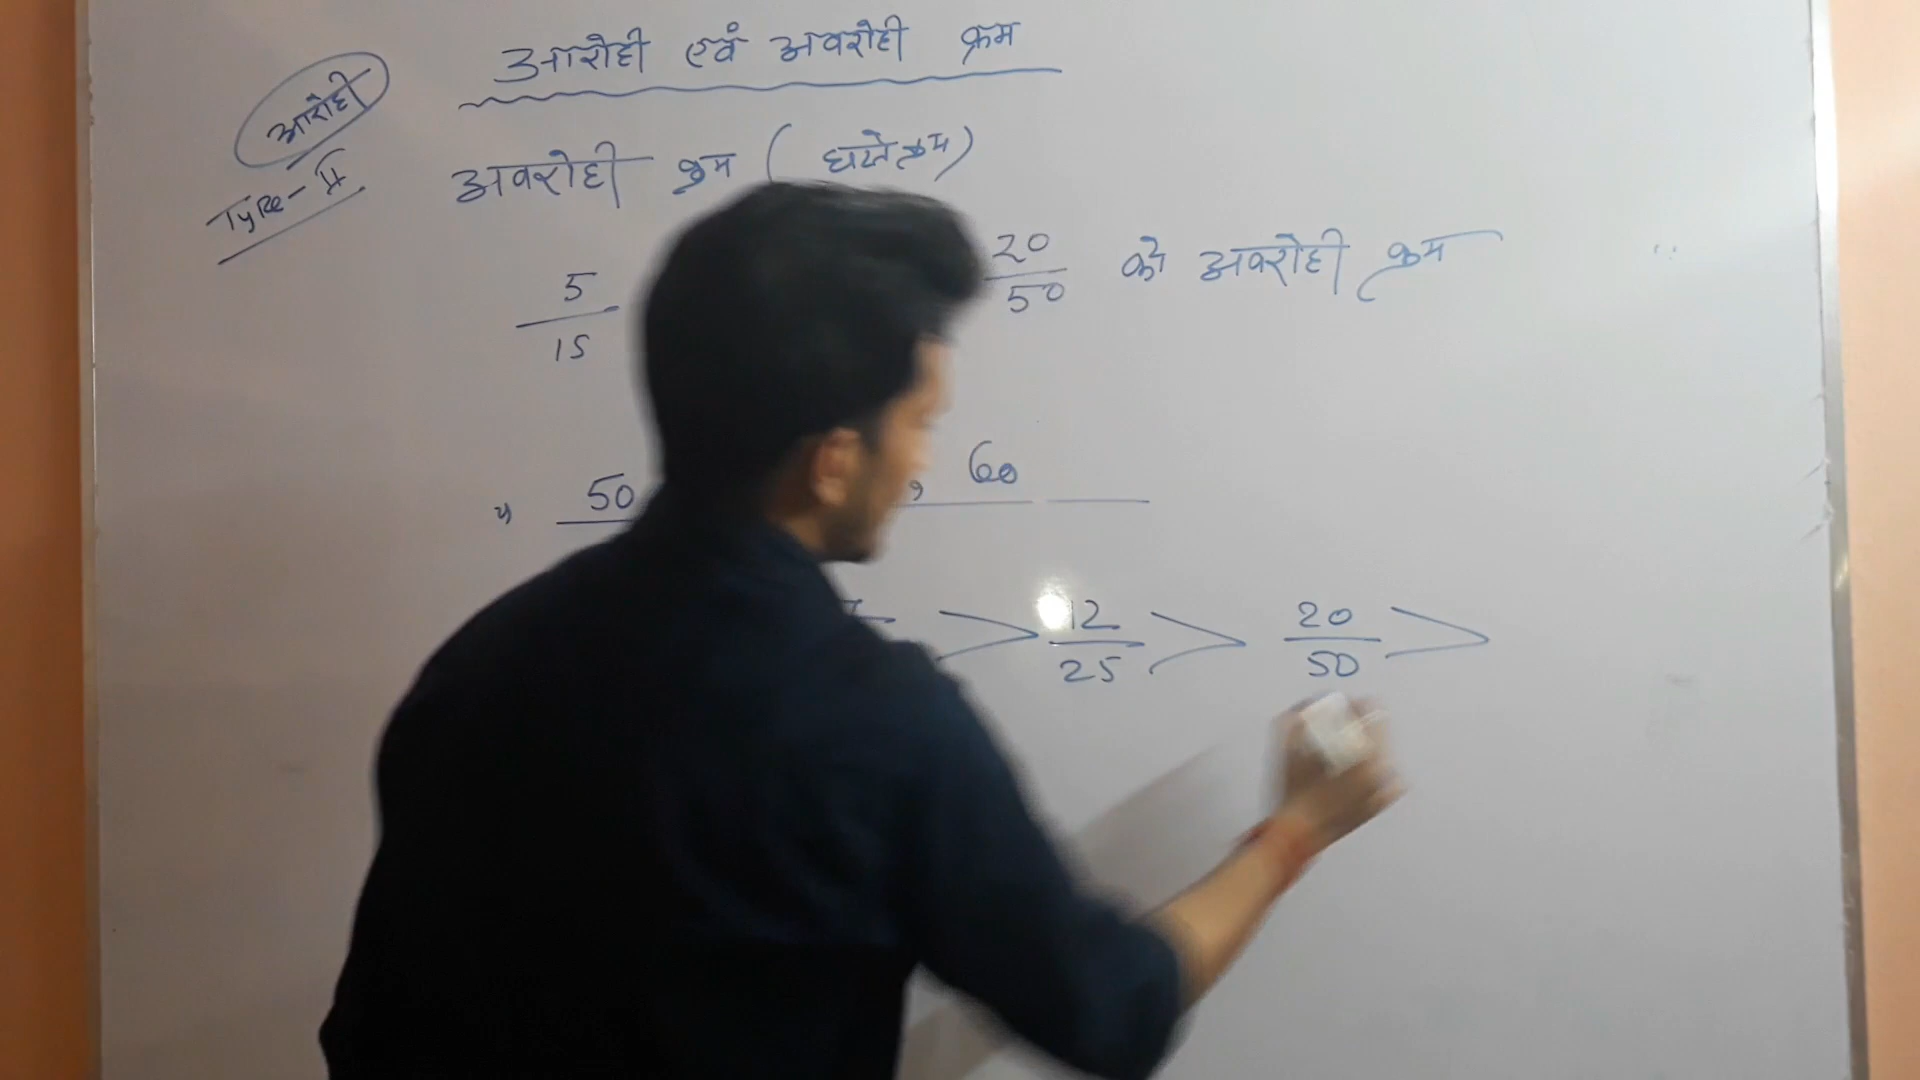 आरोही एवं अवरोही क्रम
आरोही
Type - II
अवरोही क्रम (घटते क्रम)
5/15 20/50 को अवरोही क्रम
50 , 60
> 12/25 > 20/50 >